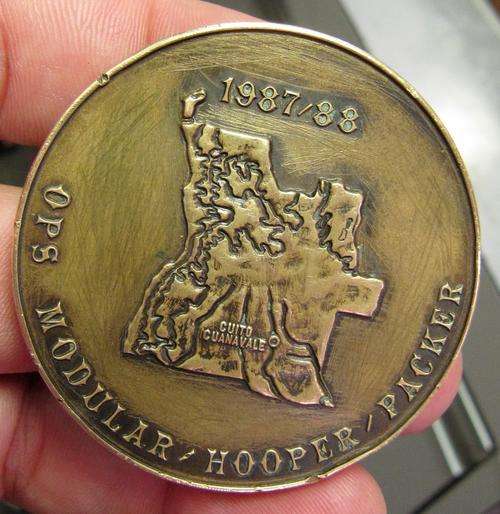 1987/88
CUITO
CUANAVALE
OPS MODULAR/HOOPER/PACKER